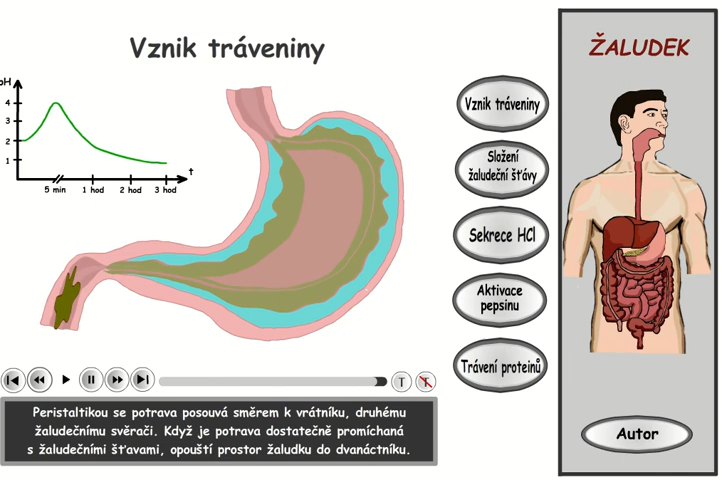 Vznik tráveniny
pH
4
3
2
1
5 min
1 hod
2 hod
3 hod
t
Vznik tráveniny
Složení
žaludeční šťávy
Sekrece HCl
Aktivace
pepsinu
Trávení proteinů
T
T
Peristaltikou se potrava posouvá směrem k vrátníku, druhému
žaludečnímu svěrači. Když je potrava dostatečně promíchaná
s žaludečními šťavami, opouští prostor žaludku do dvanáctníku.
ŽALUDEK
Autor